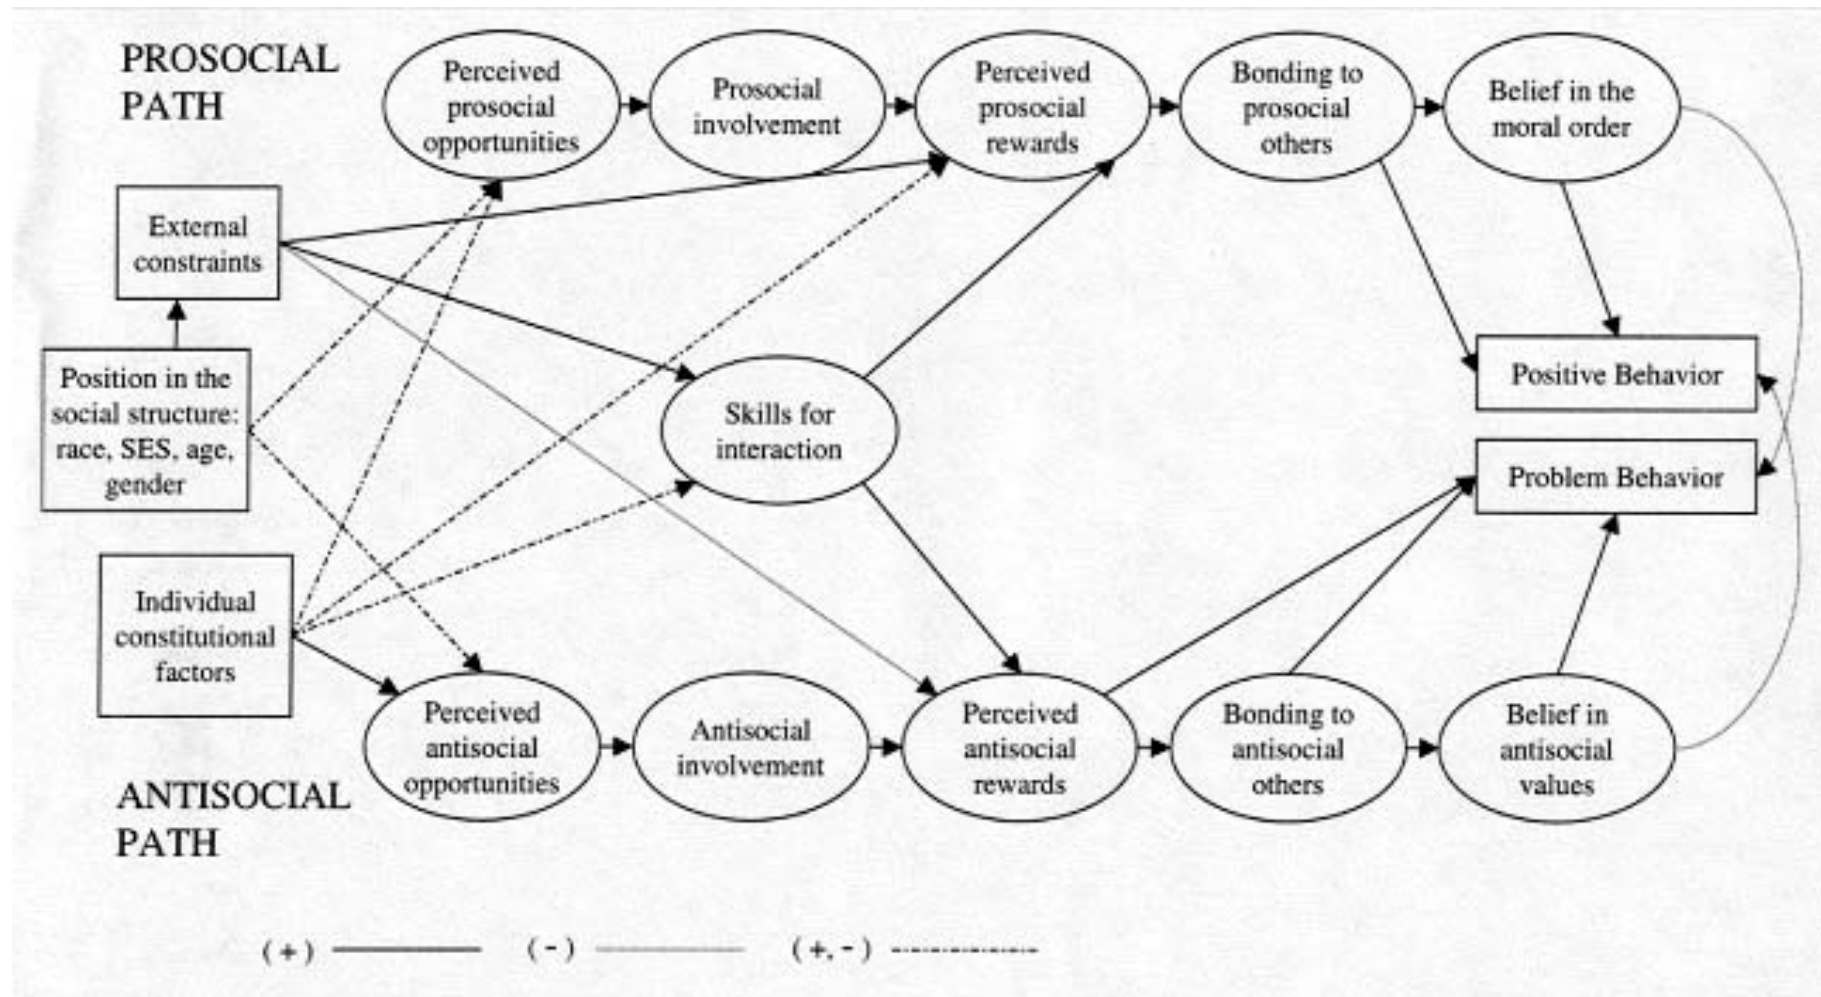 PROSOCIAL
PATH
Perceived
prosocial
opportunities
Prosocial
involvement
Perceived
prosocial
rewards
Bonding to
prosocial
others
Belief in the
moral order
External
constraints
Position in the
social structure:
race, SES, age,
gender
Skills for
interaction
Positive Behavior
Problem Behavior
Individual
constitutional
factors
Perceived
antisocial
opportunities
Antisocial
involvement
Perceived
antisocial
rewards
Bonding to
antisocial
others
Belief in
antisocial
values
ANTISOCIAL
PATH
(+)
(-)
(+,-)